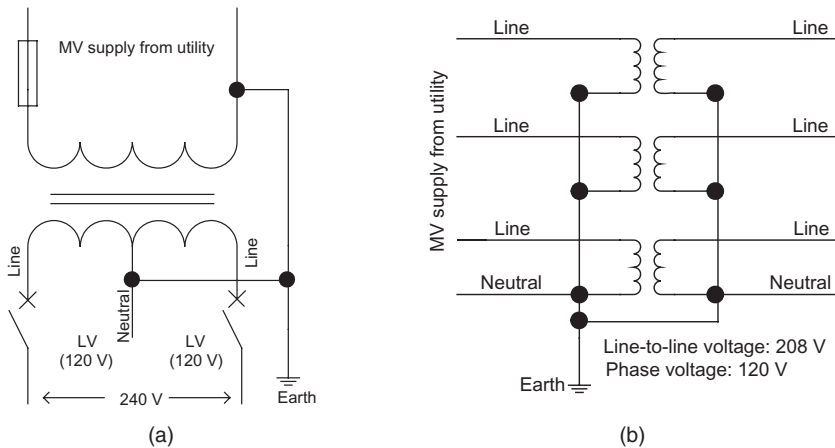 MV supply from utility
Line
Line
Neutral
LV
(120 V)
LV
(120 V)
240 V
Earth
(a)
MV supply from utility
Line
Line
Line
Line
Line
Line
Neutral
Neutral
Line-to-line voltage: 208 V
Phase voltage: 120 V
Earth
(b)